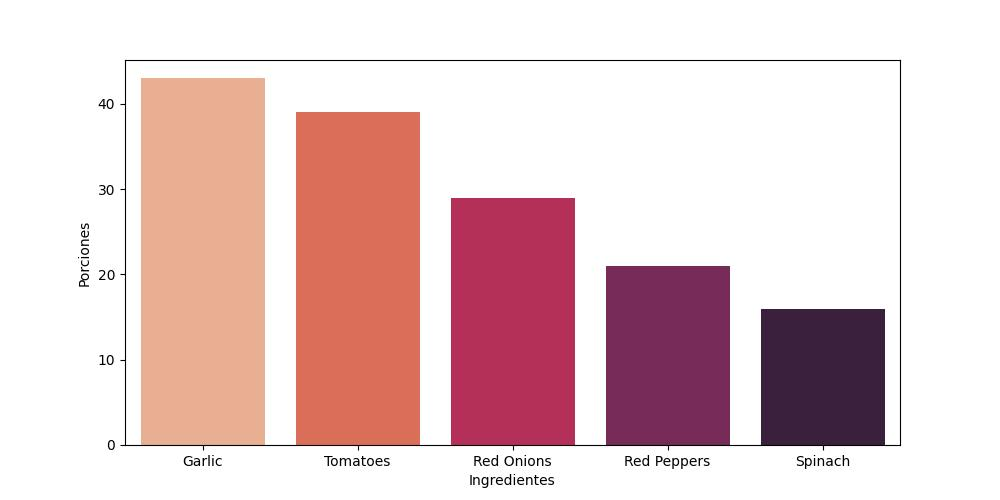 40
30
20
10
0
Porciones
Garlic Tomatoes Red Onions Red Peppers Spinach
Ingredientes